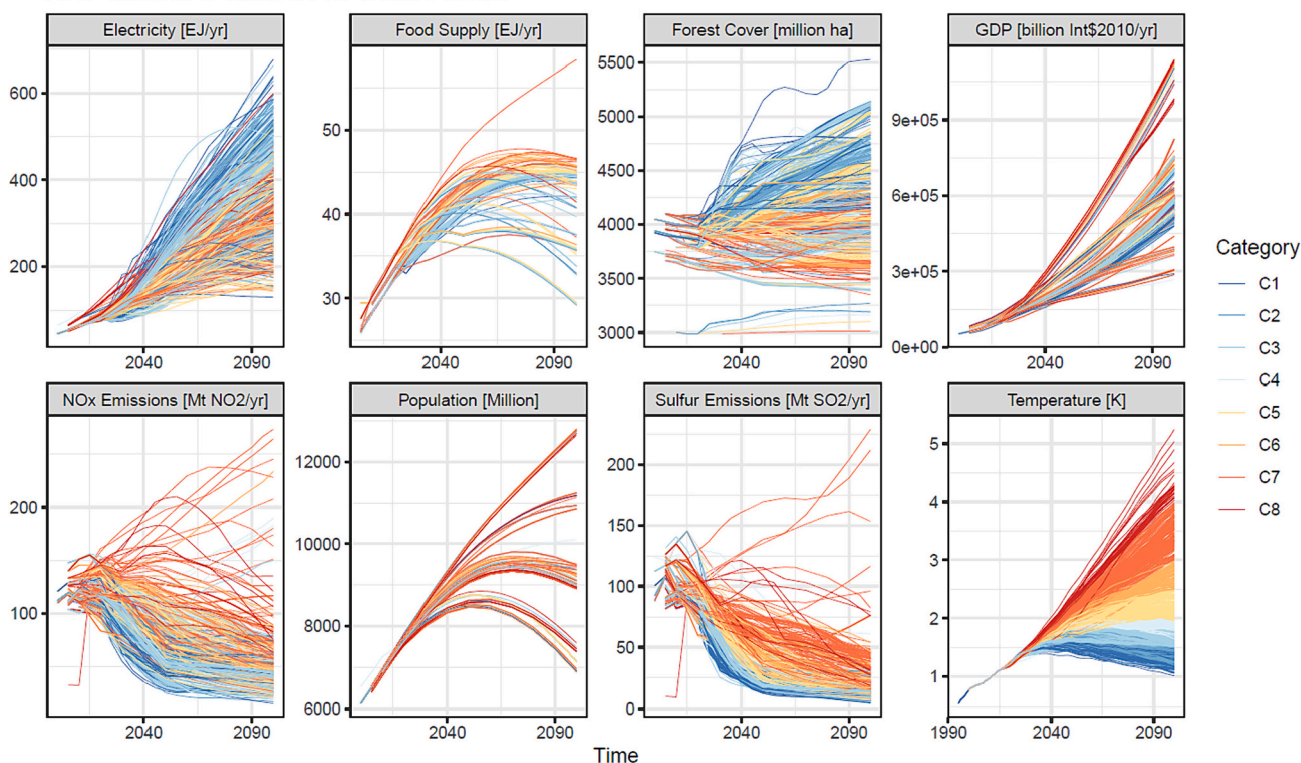 Electricity [EJ/yr] Food Supply [EJ/yr] Forest Cover [million ha] GDP [billion Int$2010/yr]
600
400
200
2040 2090
50
40
30
2040 2090
5500
5000
4500
4000
3500
3000
2040 2090
9e+05
6e+05
3e+05
0e+00
2040 2090
NOx Emissions [Mt NO2/yr] Population [Million] Sulfur Emissions [Mt SO2/yr] Temperature [K]
200
100
2040 2090
12000
10000
8000
6000
2040 2090
200
150
100
50
0
2040 2090
5
4
3
2
1
1990 2040 2090
Time
Category
C1
C2
C3
C4
C5
C6
C7
C8